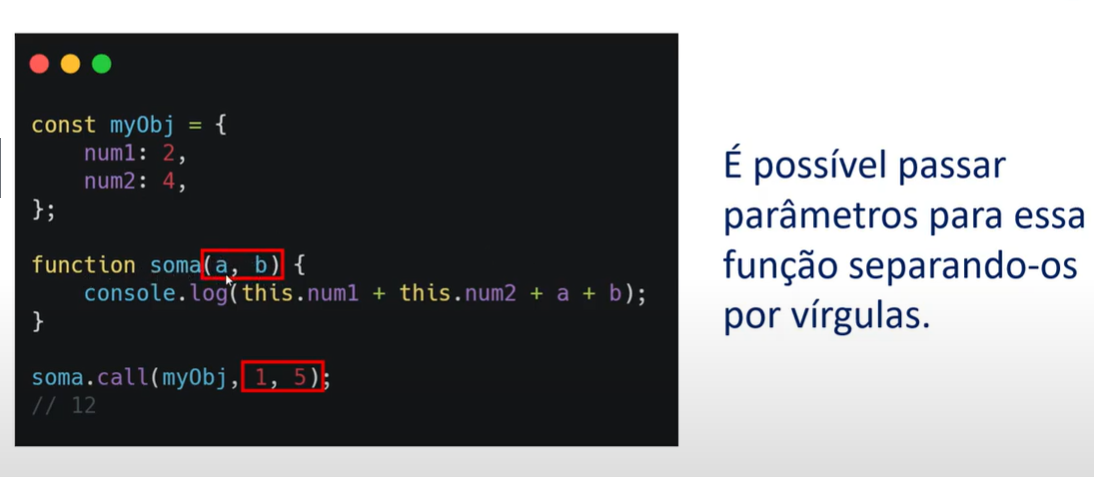 const myObj = {
    num1: 2,
    num2: 4,
};
function soma(a, b) {
    console.log(this.num1 + this.num2 + a + b);
}
soma.call(myObj, 1, 5);
// 12
É possível passar
parâmetros para essa
função separando-os
por vírgulas.